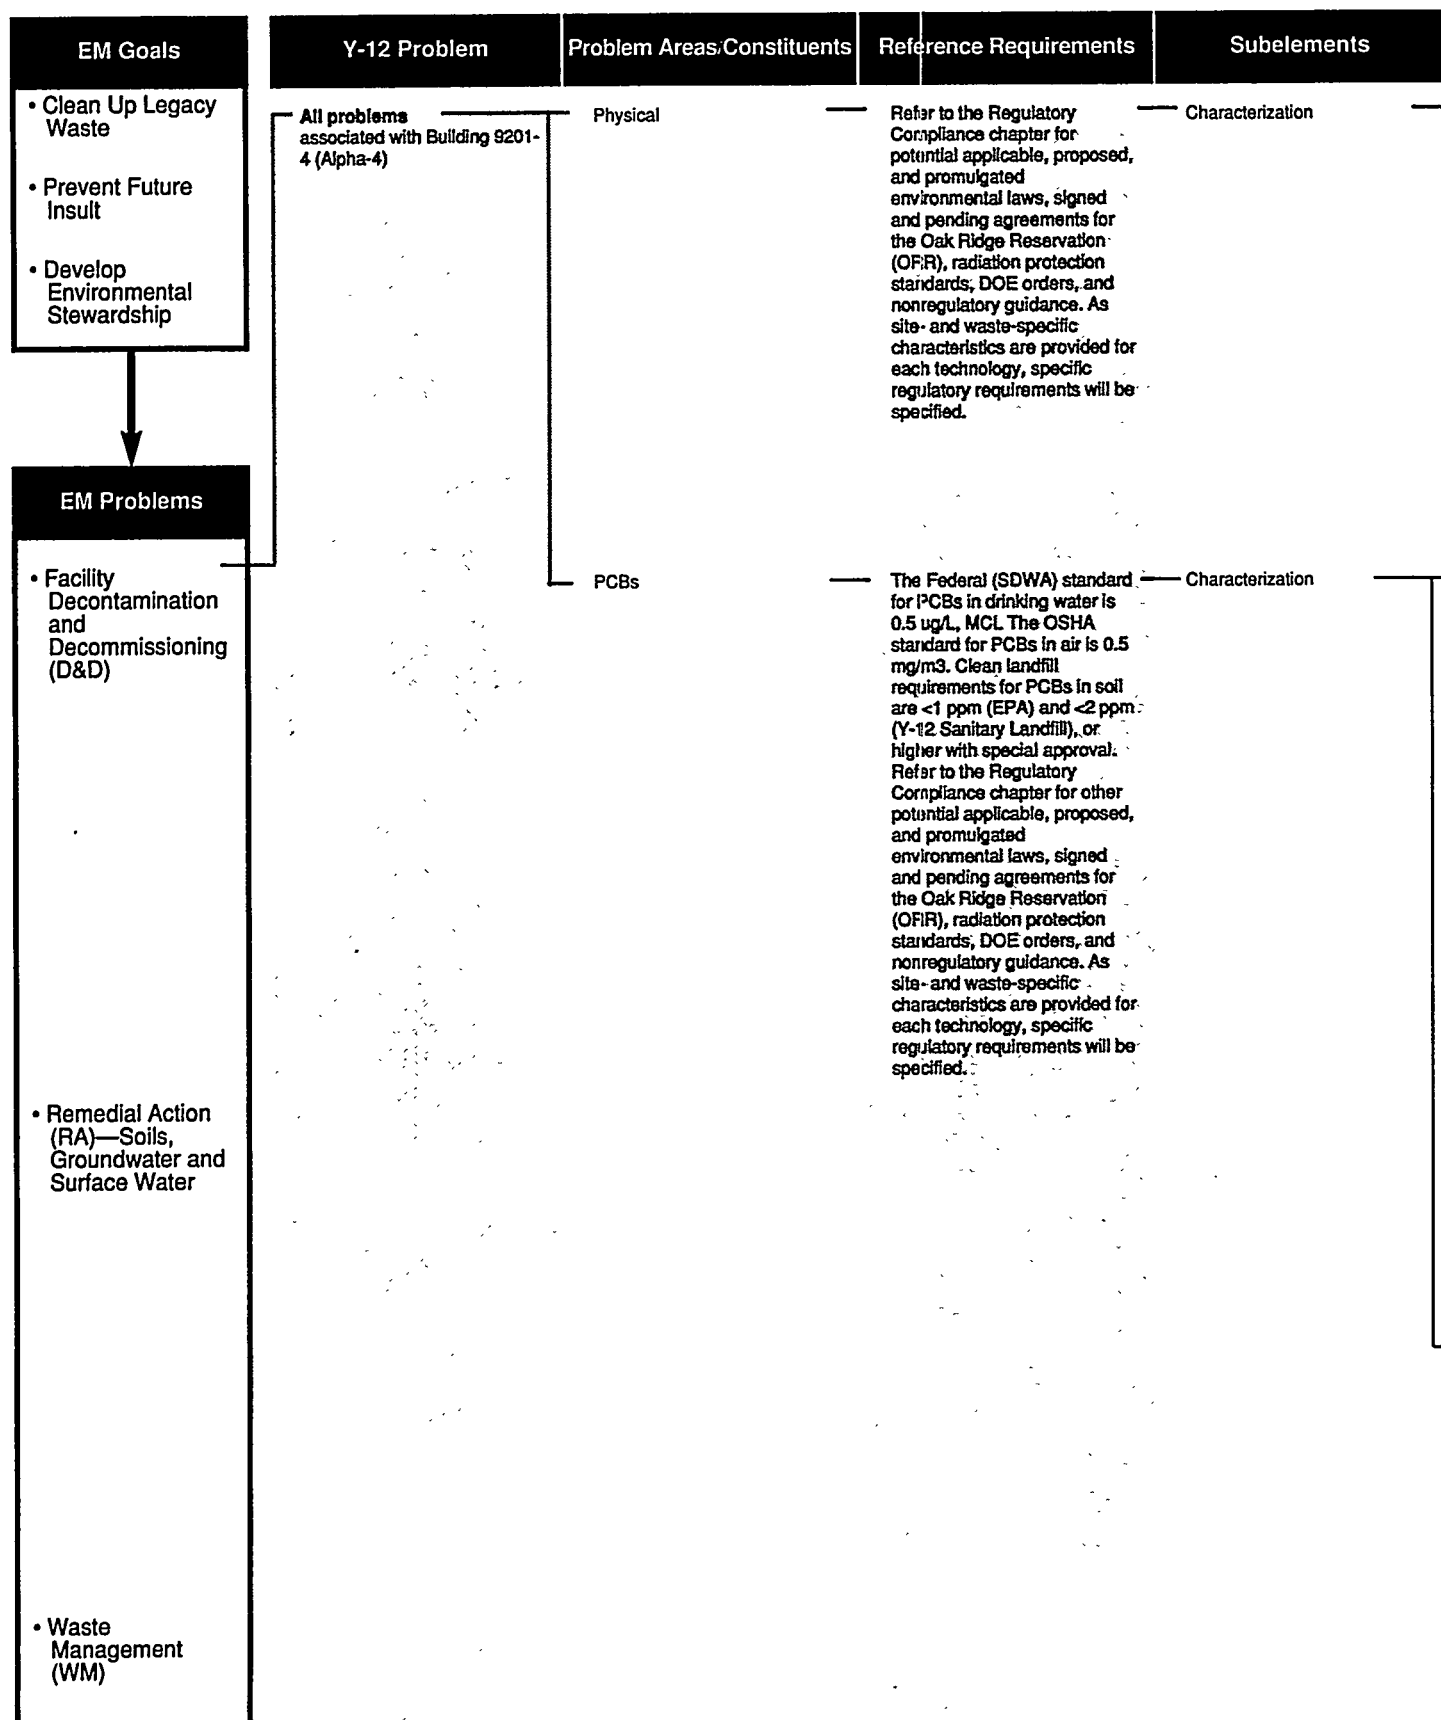 EM Goals
• Clean Up Legacy
Waste
• Prevent Future
Insult
• Develop
Environmental
Stewardship
EM Problems
• Facility
Decontamination
and
Decommissioning
(D&D)
• Remedial Action
(RA)—Soils,
Groundwater and
Surface Water
• Waste
Management
(WM)
Y-12 Problem
All problems
associated with Building 9201-
4 (Alpha-4)
Problem Areas/Constituents
Physical
PCBs
Reference Requirements
Refer to the Regulatory
Compliance chapter for
potential applicable, proposed,
and promulgated
environmental laws, signed
and pending agreements for
the Oak Ridge Reservation
(ORR), radiation protection
standards, DOE orders, and
nonregulatory guidance. As
site- and waste-specific
characteristics are provided for
each technology, specific
regulatory requirements will be
specified.
The Federal (SDWA) standard
for PCBs in drinking water is
0.5 ug/L, MCL The OSHA
standard for PCBs in air is 0.5
mg/m3. Clean landfill
requirements for PCBs in soil
are <1 ppm (EPA) and <2 ppm
(Y-12 Sanitary Landfill), or
higher with special approval.
Refer to the Regulatory
Compliance chapter for other
potential applicable, proposed,
and promulgated
environmental laws, signed
and pending agreements for
the Oak Ridge Reservation
(ORR), radiation protection
standards, DOE orders, and
nonregulatory guidance. As
site- and waste-specific
characteristics are provided for
each technology, specific
regulatory requirements will be
specified.
Subelements
Characterization
Characterization